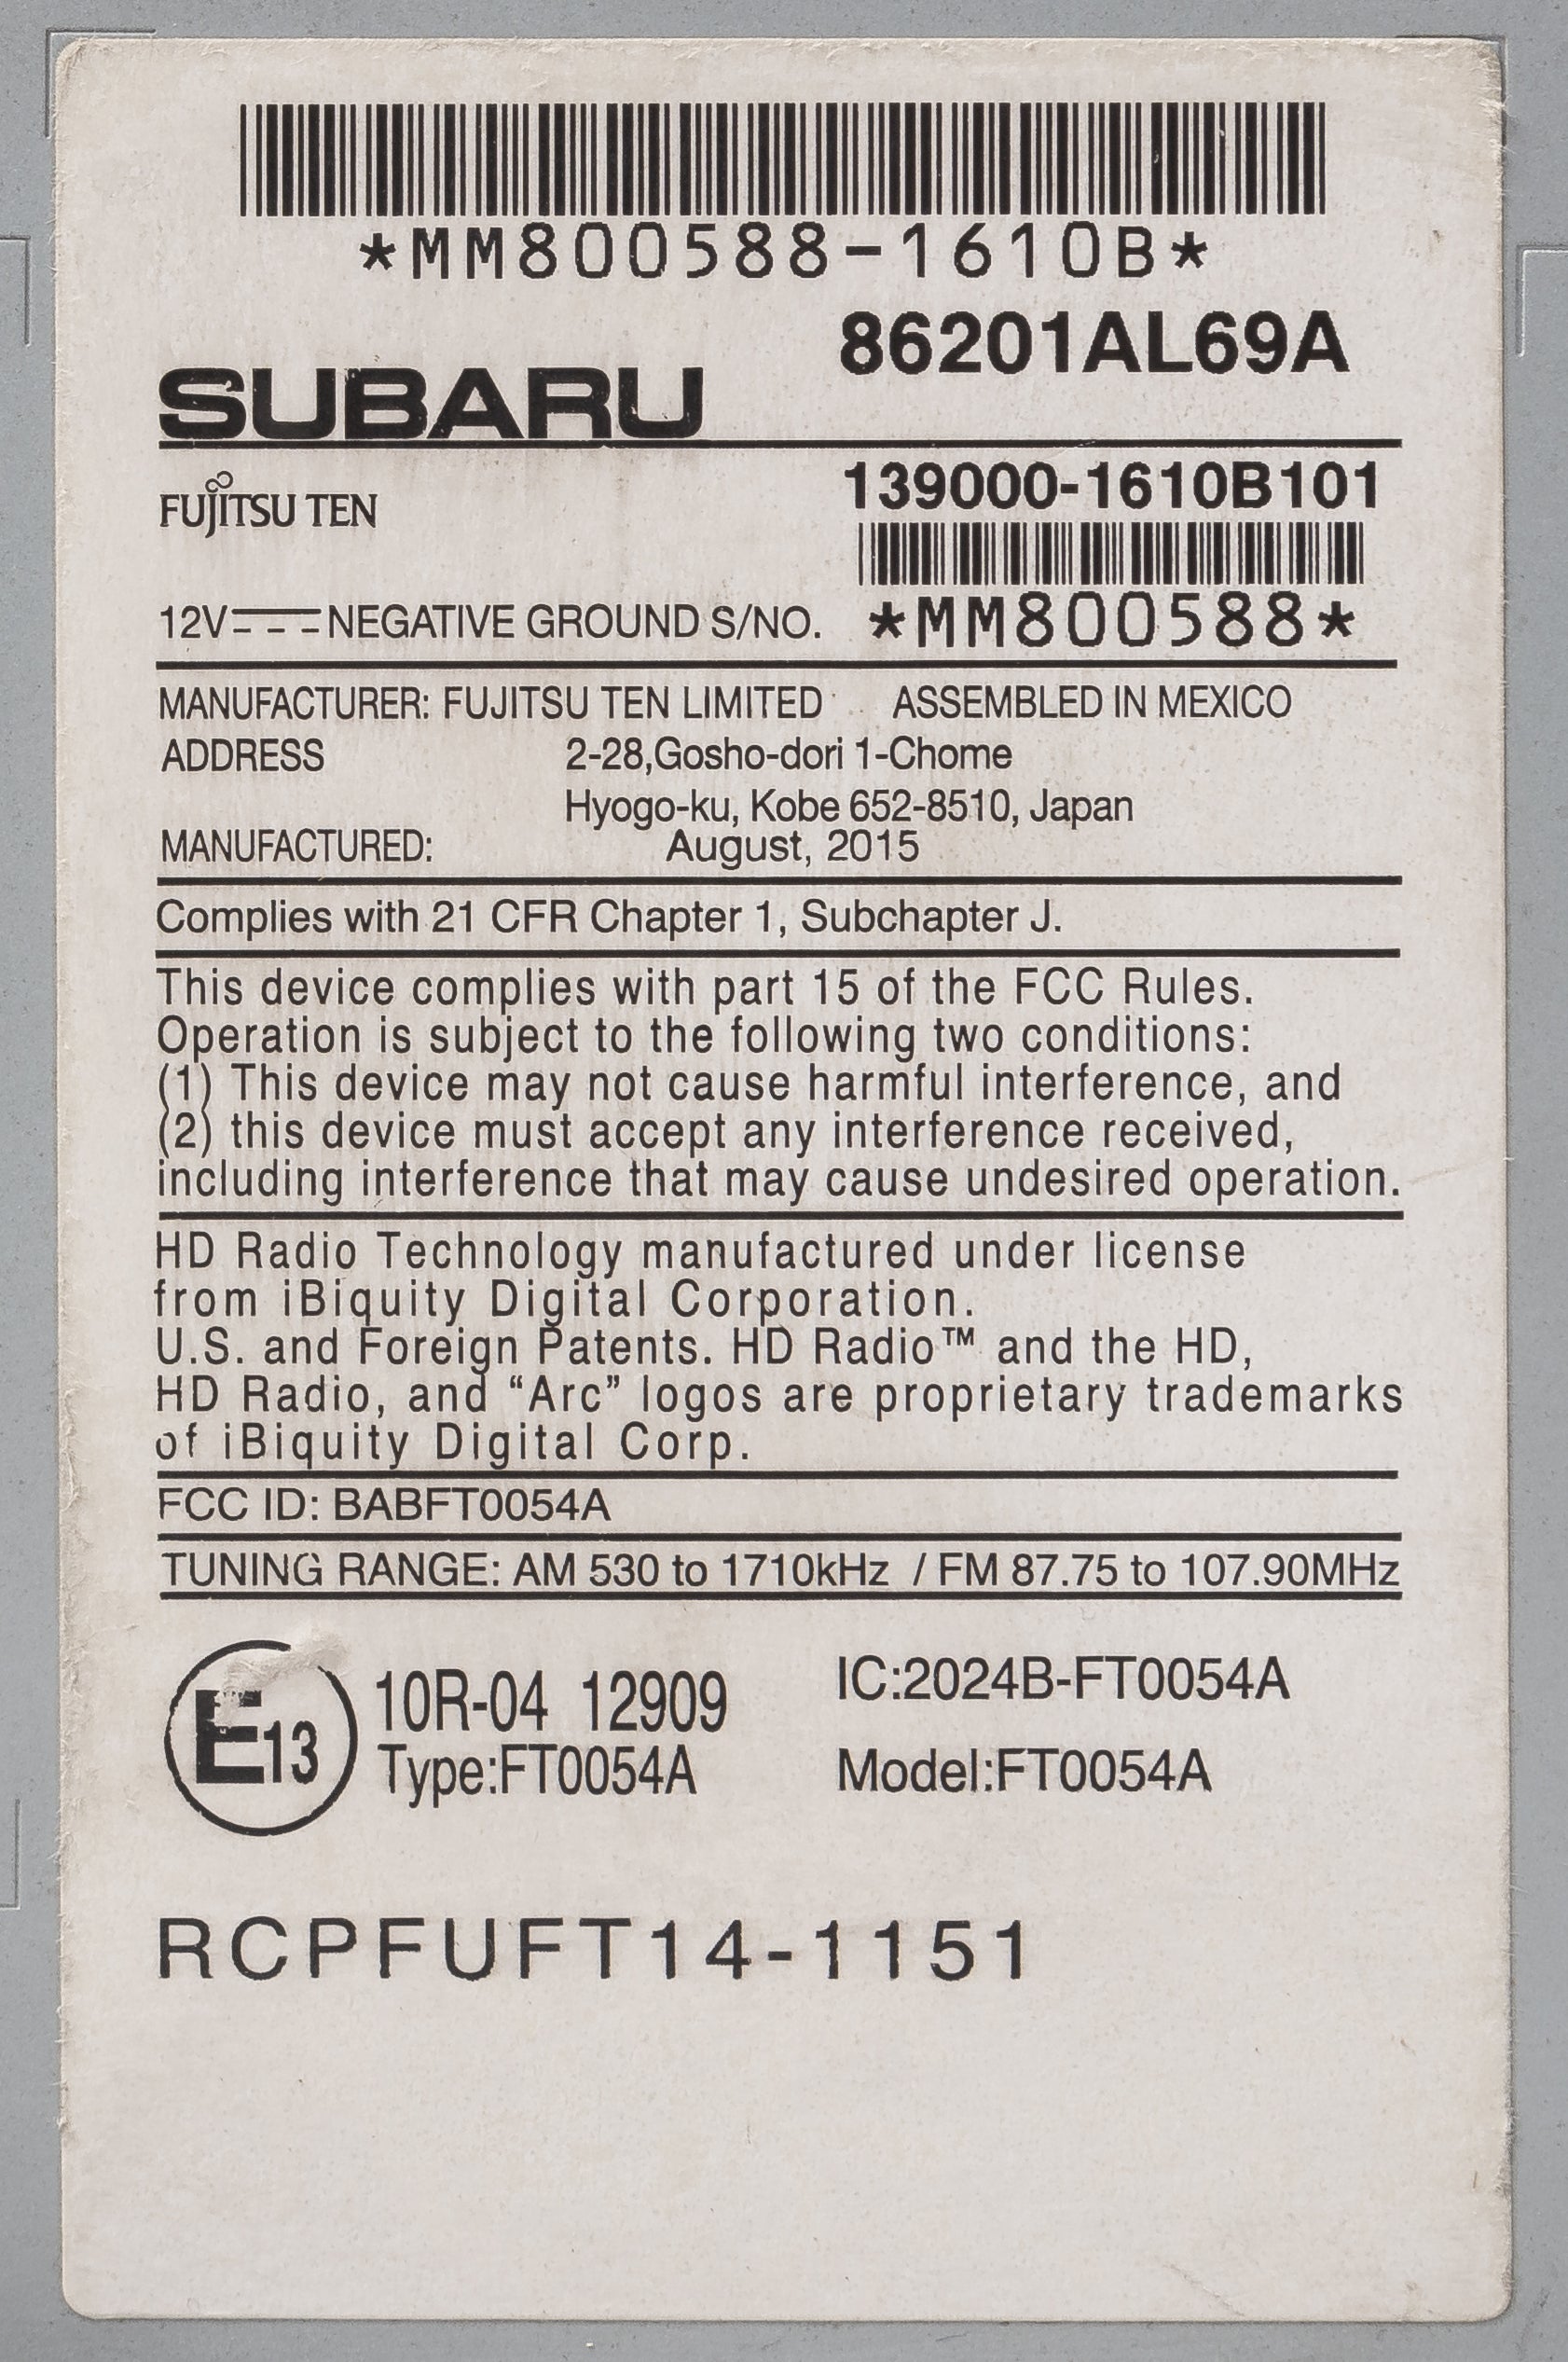 *MM800588-1610B*
86201AL69A
SUBARU
139000-1610B101
FUJITSU TEN
12V NEGATIVE GROUND S/NO. *MM800588*
MANUFACTURER: FUJITSU TEN LIMITED ASSEMBLED IN MEXICO
ADDRESS 2-28,Gosho-dori 1-Chome
Hyogo-ku, Kobe 652-8510, Japan
MANUFACTURED: August, 2015
Complies with 21 CFR Chapter 1, Subchapter J.
This device complies with part 15 of the FCC Rules.
Operation is subject to the following two conditions:
(1) This device may not cause harmful interference, and
(2) this device must accept any interference received,
including interference that may cause undesired operation.
HD Radio Technology manufactured under license
from iBiquity Digital Corporation.
U.S. and Foreign Patents. HD Radio™ and the HD,
HD Radio, and “Arc” logos are proprietary trademarks
of iBiquity Digital Corp.
FCC ID: BABFT0054A
TUNING RANGE: AM 530 to 1710kHz / FM 87.75 to 107.90MHz
E13 10R-04 12909 IC:2024B-FT0054A
Type:FT0054A Model:FT0054A
RCPFUFT14-1151